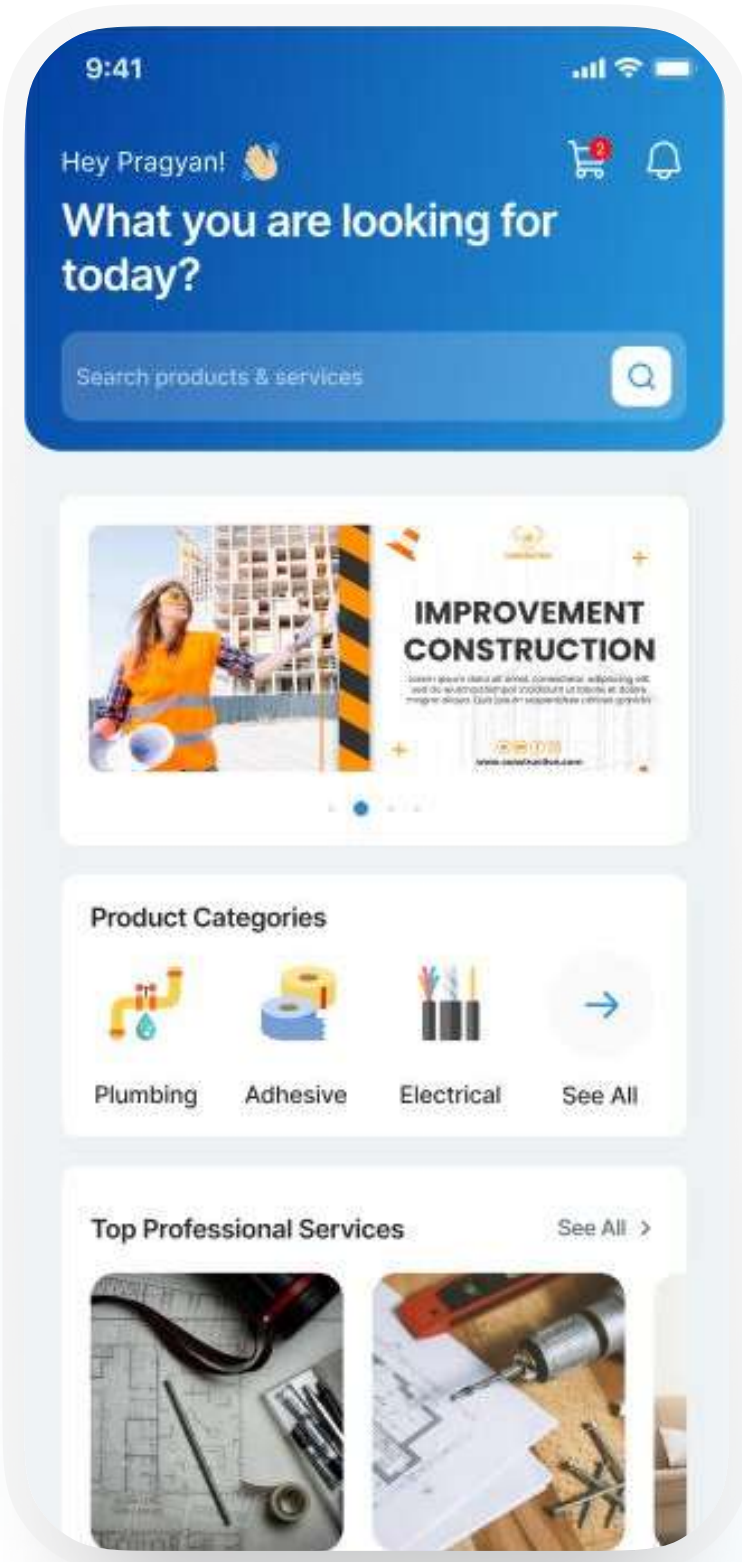 9:41
Hey Pragyan!
2
What you are looking for
today?
Search products & services
IMPROVEMENT
CONSTRUCTION
Product Categories
Plumbing
Adhesive
Electrical
See All
Top Professional Services
See All